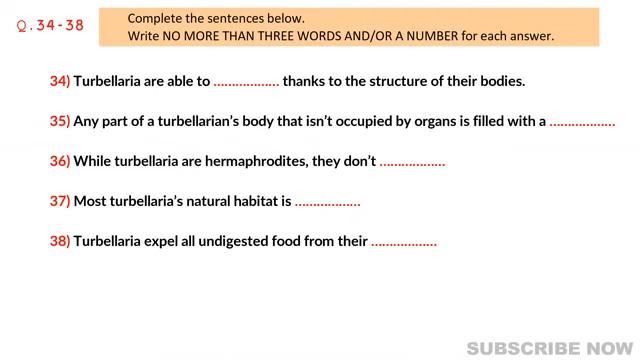 Q.34-38
Complete the sentences below.
Write NO MORE THAN THREE WORDS AND/OR A NUMBER for each answer.
34) Turbellaria are able to .................. thanks to the structure of their bodies.
35) Any part of a turbellarian's body that isn't occupied by organs is filled with a ..................
36) While turbellaria are hermaphrodites, they don't ..................
37) Most turbellaria's natural habitat is ..................
38) Turbellaria expel all undigested food from their ..................
SUBSCRIBE NOW